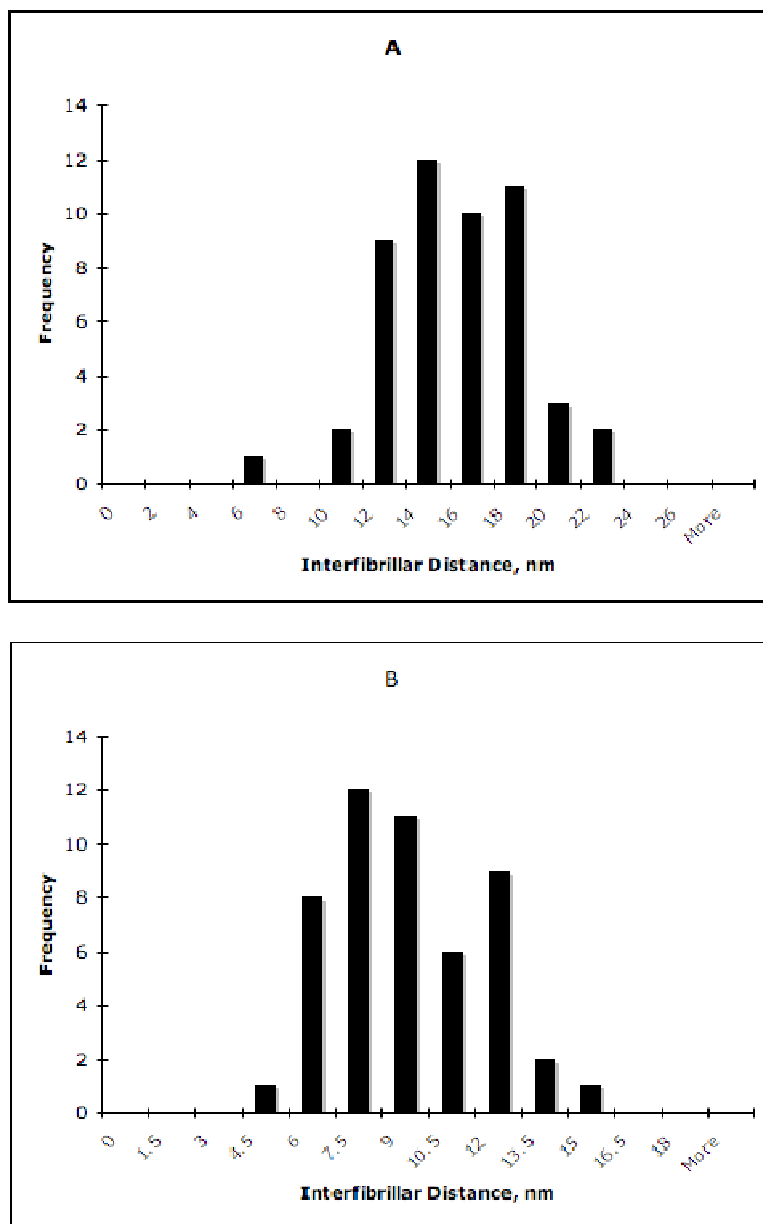 A
14
12
10
8
6
4
2
0
Frequency
0 2 4 6 8 10 12 14 16 18 20 22 24 26 More
Interfibrillar Distance, nm
B
14
12
10
8
6
4
2
0
Frequency
0 1.5 3 4.5 6 7.5 9 10.5 12 13.5 15 16.5 18 More
Interfibrillar Distance, nm